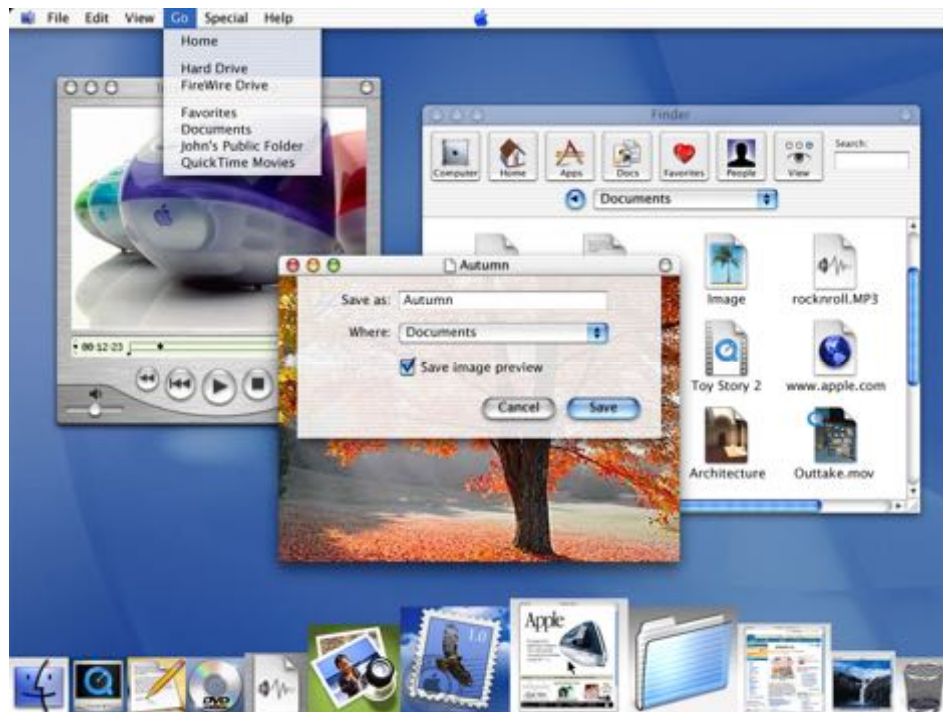 File Edit View Go Special Help
Home
Hard Drive
FireWire Drive
Favorites
Documents
John's Public Folder
QuickTime Movies
Finder
Computer Home Apps Docs Favorites People View
Search:
Documents
Image rocknroll.MP3
Toy Story 2 www.apple.com
Architecture Outtake.mov
00:12:23
Autumn
Save as: Autumn
Where: Documents
Save image preview
Cancel Save
1.0
Apple
DVD